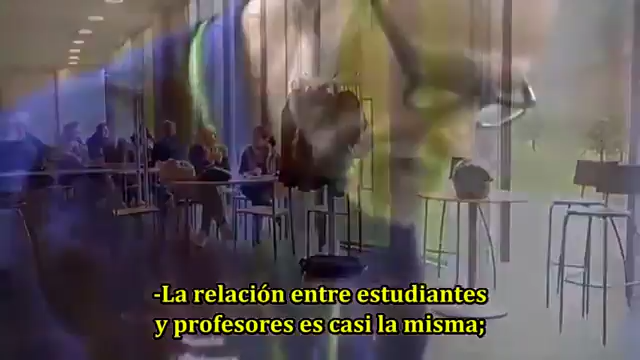 -La relación entre estudiantes
y profesores es casi la misma;